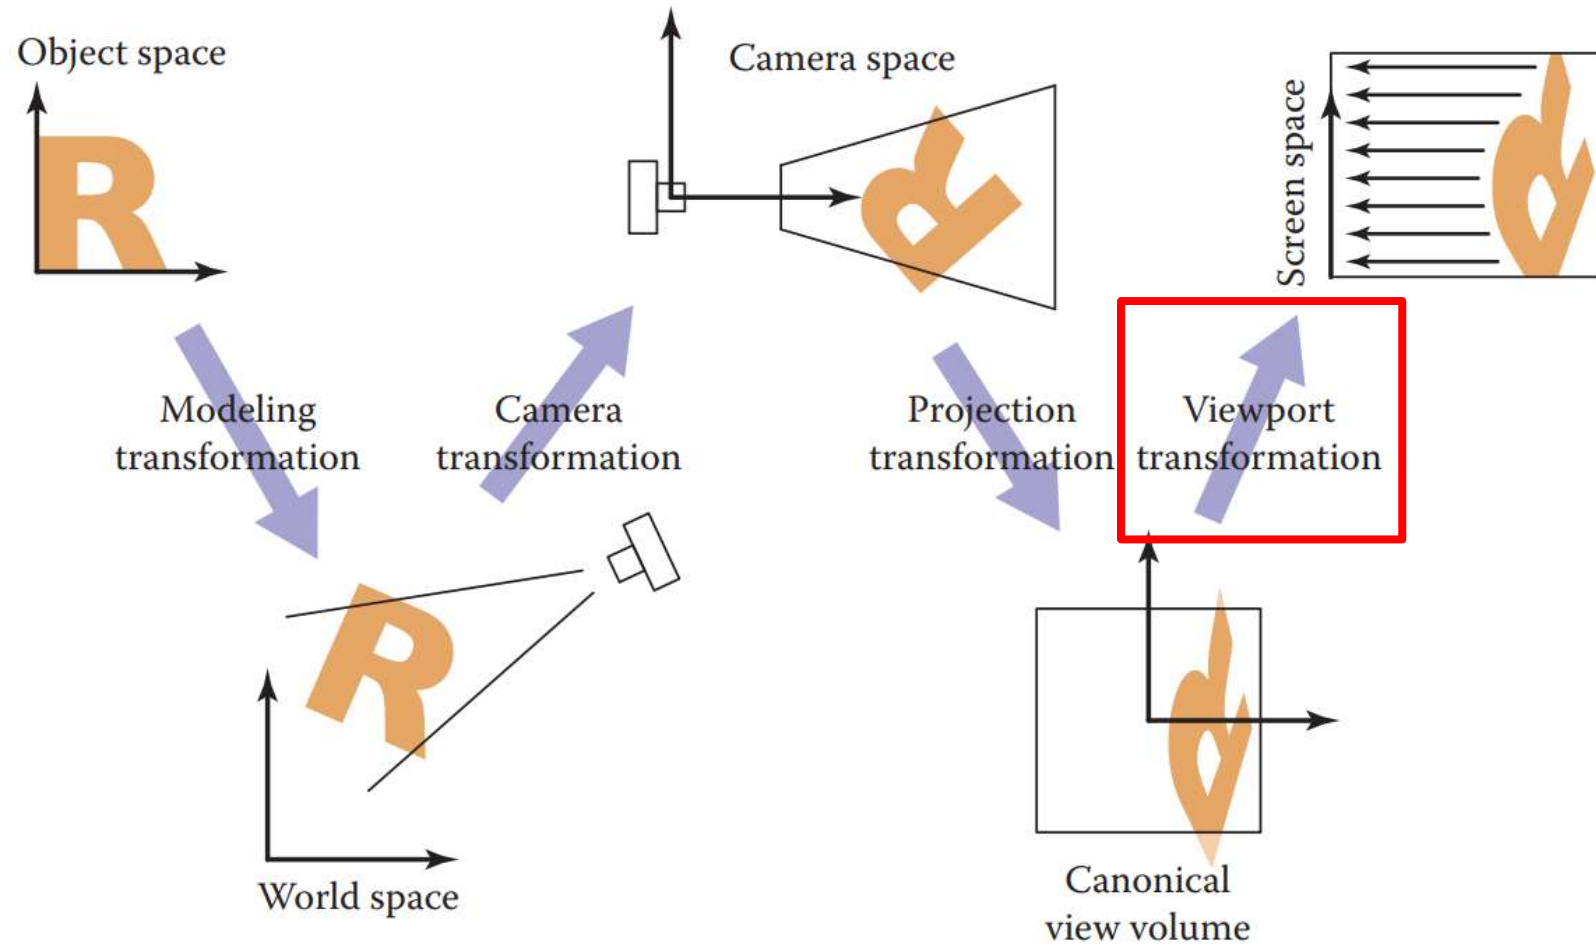 Object space
Camera space
Screen space
Modeling
transformation
Camera
transformation
Projection
transformation
Viewport
transformation
World space
Canonical
view volume